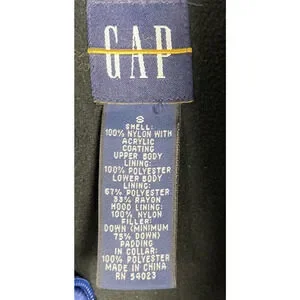 GAP
S
SHELL:
100% NYLON WITH
ACRYLIC
COATING
UPPER BODY
LINING:
100% POLYESTER
LOWER BODY
LINING:
67% POLYESTER
33% RAYON
HOOD LINING:
100% NYLON
FILLER:
DOWN (MINIMUM
75% DOWN)
PADDING
IN COLLAR:
100% POLYESTER
MADE IN CHINA
RN 54023